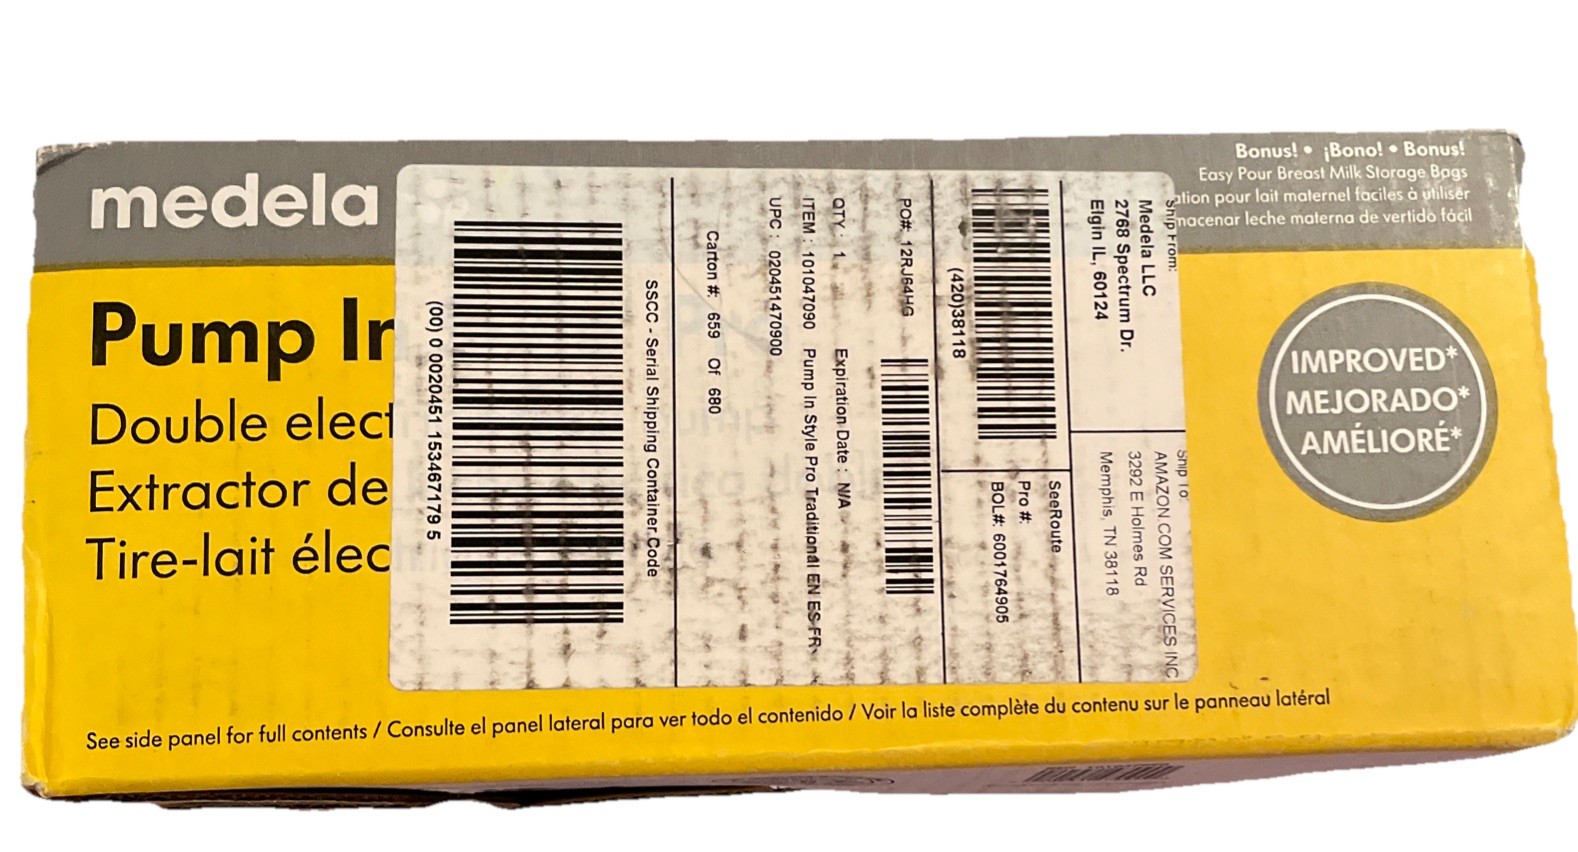 medela
Bonus! • ¡Bono! • Bonus!
Easy Pour Breast Milk Storage Bags
ation pour lait maternel faciles à utiliser
macenar leche materna de vertido fácil
Pump In
Double elect
Extractor de
Tire-lait élec
IMPROVED*
MEJORADO*
AMÉLIORÉ*
Ship From:
Medela LLC
2768 Spectrum Dr.
Elgin IL, 60124
Ship To:
AMAZON.COM SERVICES INC
3292 E Holmes Rd
Memphis, TN 38118
(420)38118
SeeRoute
Pro #:
BOL#: 6001764905
PO#: 12RJ64HG
QTY : 1 Expiration Date : N/A
ITEM : 101047090 Pump In Style Pro Traditional EN ES FR
UPC : 020451470900
Carton #: 659 Of 680
SSCC - Serial Shipping Container Code
(00) 0 0020451 153467179 5
See side panel for full contents / Consulte el panel lateral para ver todo el contenido / Voir la liste complète du contenu sur le panneau latéral